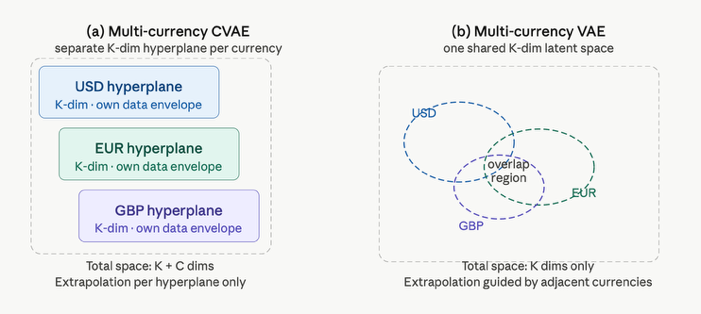 (a) Multi-currency CVAE
separate K-dim hyperplane per currency
USD hyperplane
K-dim · own data envelope
EUR hyperplane
K-dim · own data envelope
GBP hyperplane
K-dim · own data envelope
Total space: K + C dims
Extrapolation per hyperplane only
(b) Multi-currency VAE
one shared K-dim latent space
USD
overlap
region
EUR
GBP
Total space: K dims only
Extrapolation guided by adjacent currencies